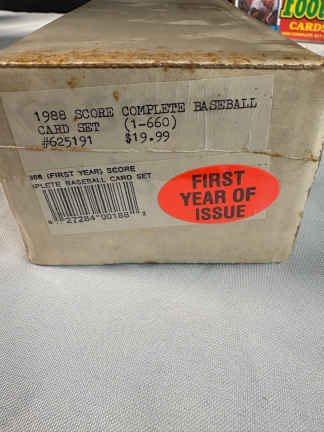 1988 SCORE COMPLETE BASEBALL
CARD SET (1-660)
#625191 $19.99
(FIRST YEAR) SCORE
BASEBALL CARD SET
FIRST
YEAR OF
ISSUE
CARDS